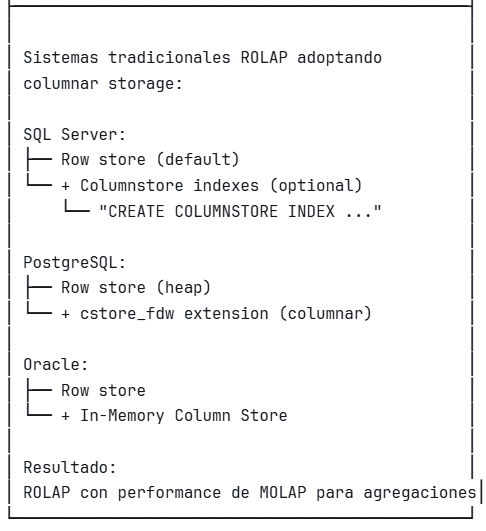 Sistemas tradicionales ROLAP adoptando
columnar storage:
SQL Server:
├── Row store (default)
└── + Columnstore indexes (optional)
└── "CREATE COLUMNSTORE INDEX ..."
PostgreSQL:
├── Row store (heap)
└── + cstore_fdw extension (columnar)
Oracle:
├── Row store
└── + In-Memory Column Store
Resultado:
ROLAP con performance de MOLAP para agregaciones